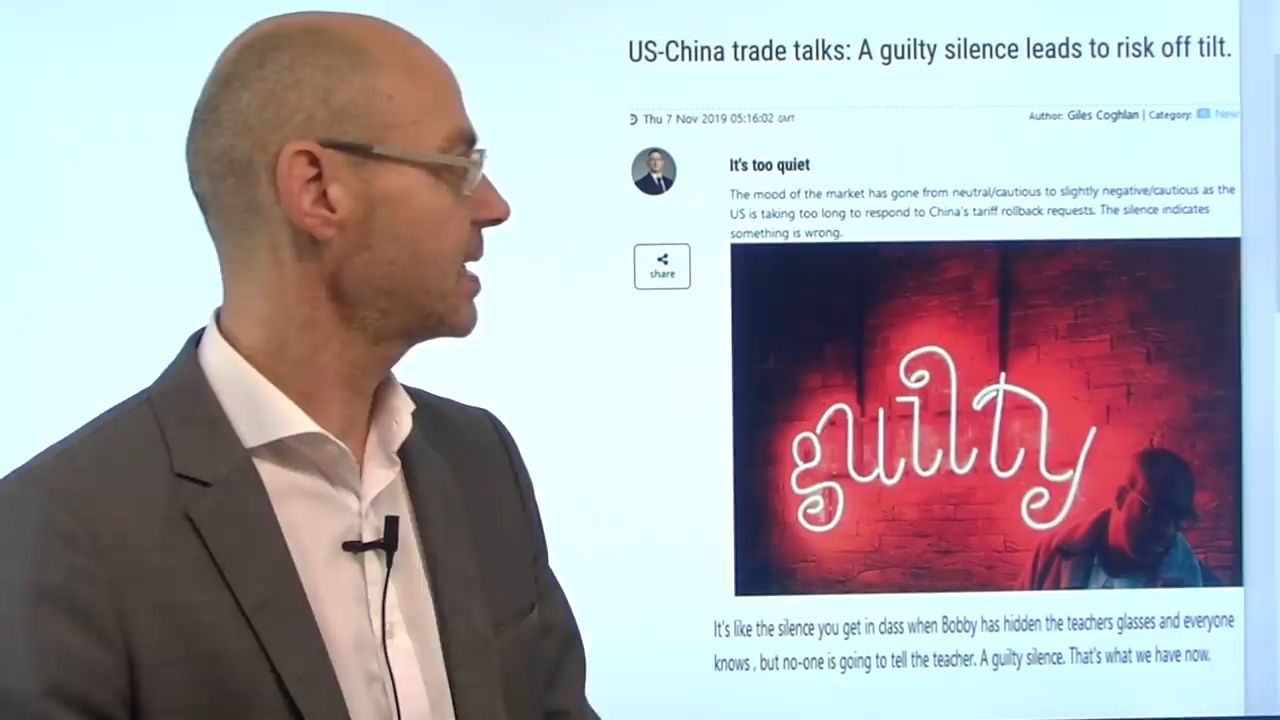 US-China trade talks: A guilty silence leads to risk off tilt.
Thu 7 Nov 2019 05:16:02 GMT
Author: Giles Coghlan | Category: News
It's too quiet
The mood of the market has gone from neutral/cautious to slightly negative/cautious as the
US is taking too long to respond to China's tariff rollback requests. The silence indicates
something is wrong.
share
guilty
It's like the silence you get in class when Bobby has hidden the teachers glasses and everyone
knows , but no-one is going to tell the teacher. A guilty silence. That's what we have now.